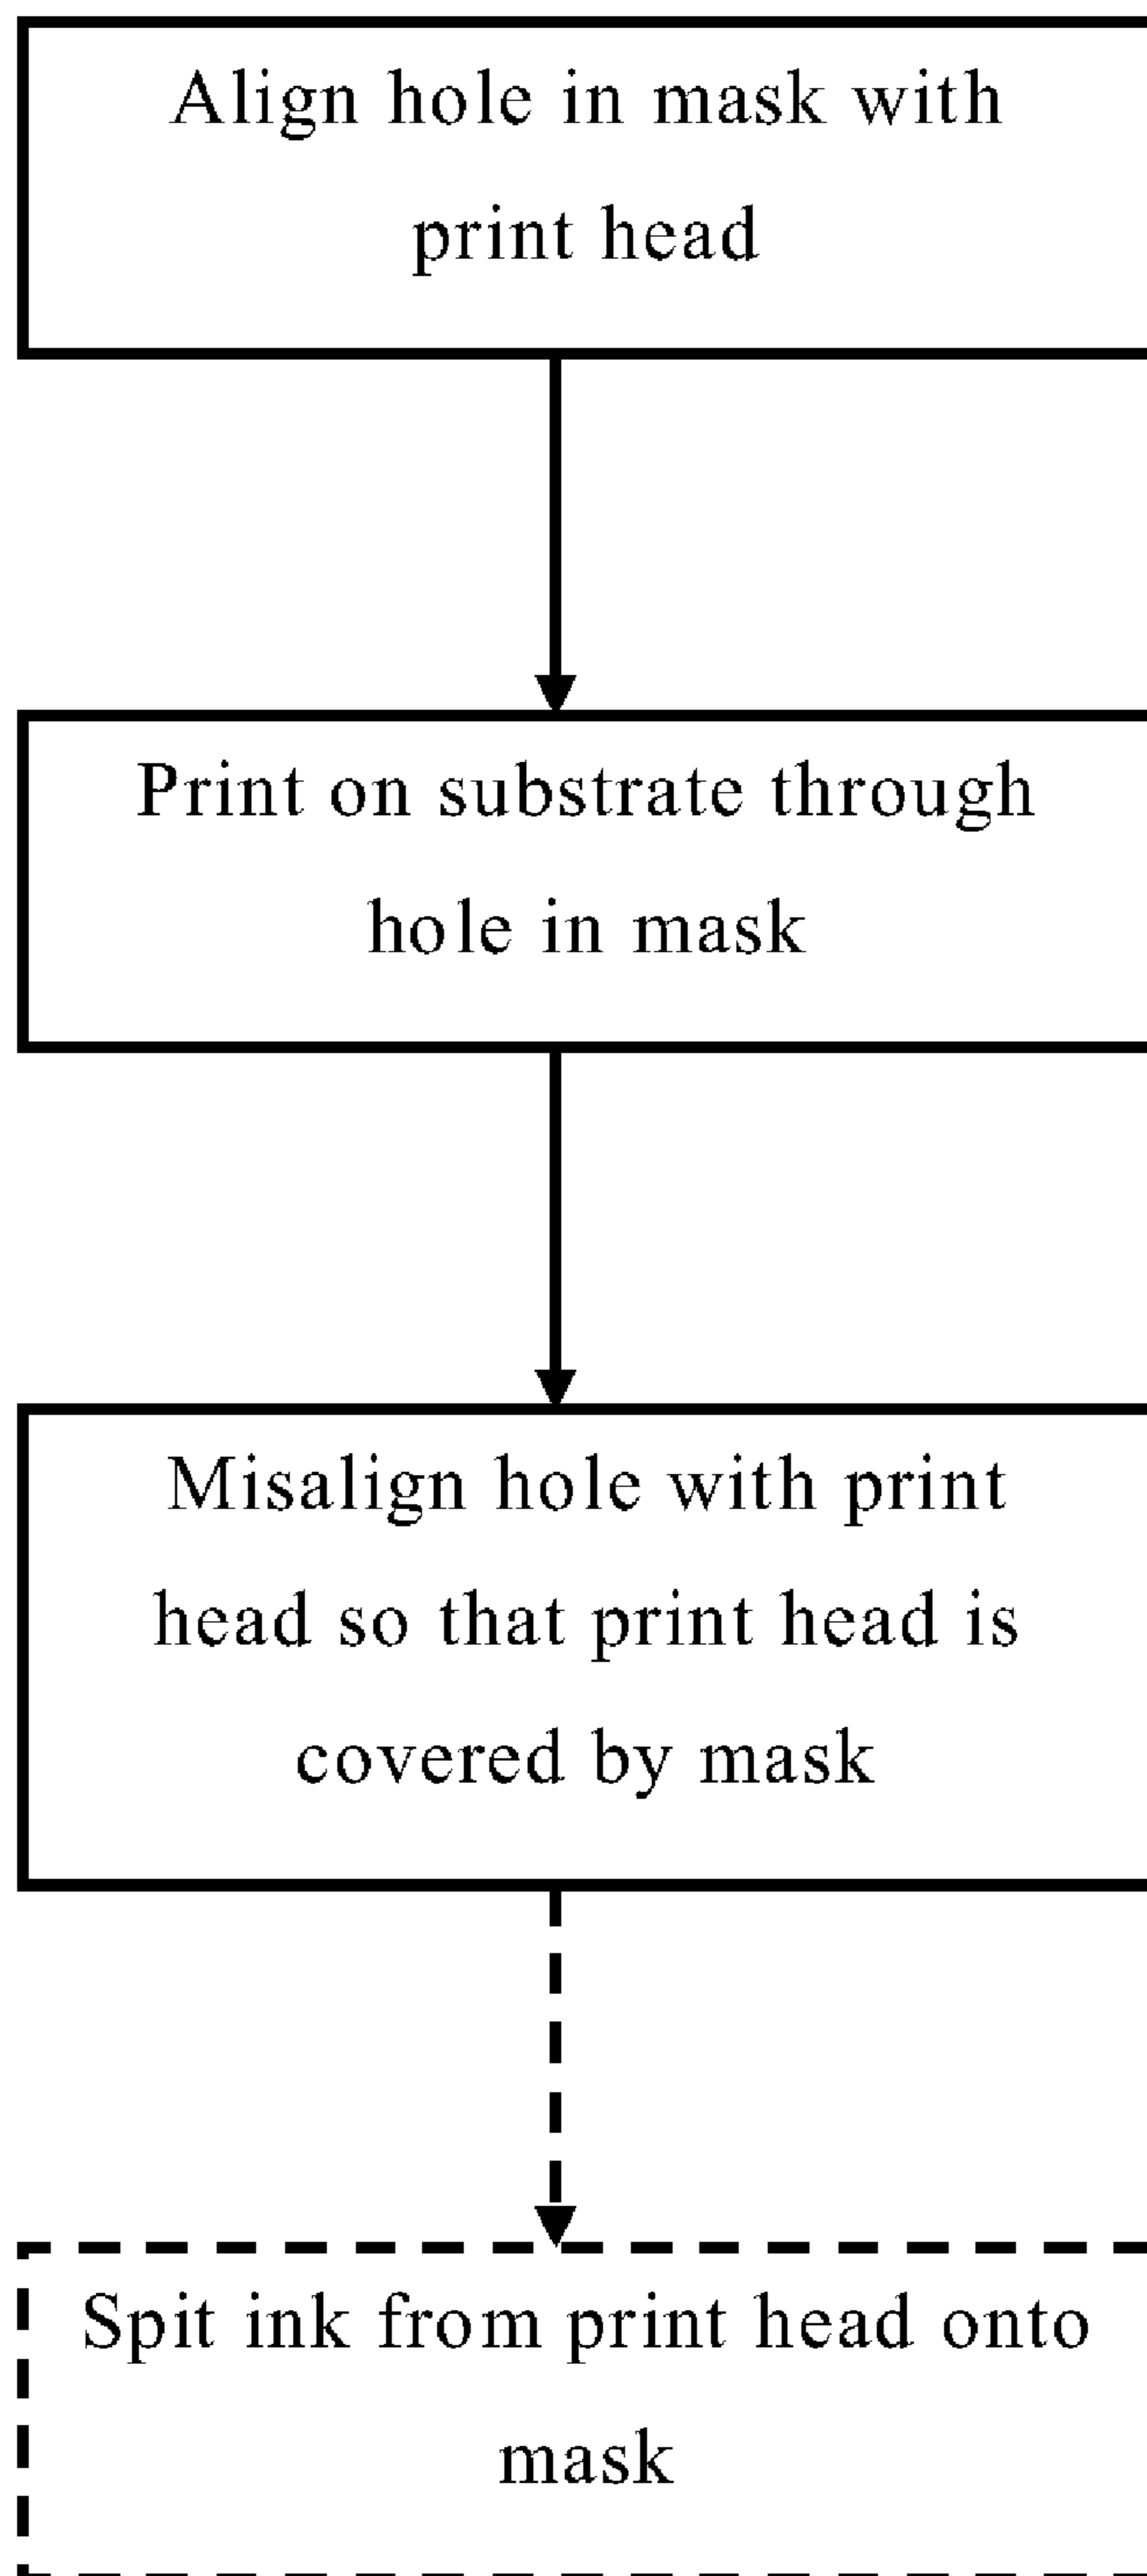 Align hole in mask with
print head
Print on substrate through
hole in mask
Misalign hole with print
head so that print head is
covered by mask
Spit ink from print head onto
mask